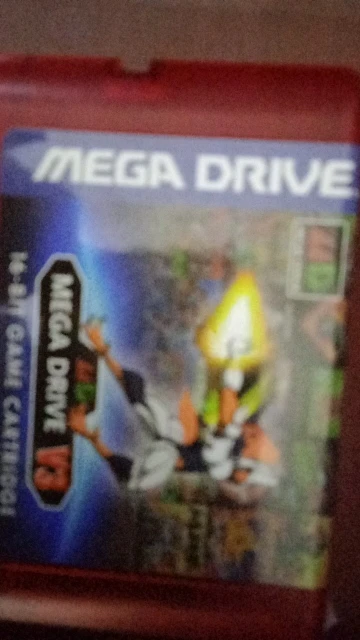 MEGA DRIVE
MEGA DRIVE V3
16-BIT GAME CARTRIDGE